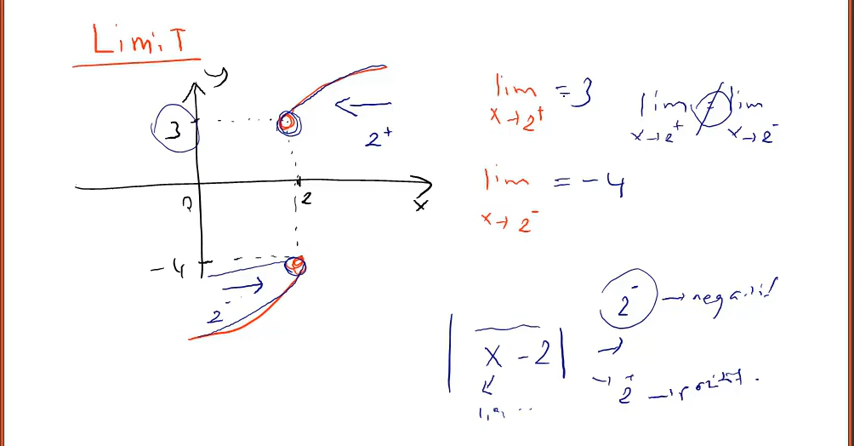 LimiT
y
3
2⁺
0
2
x
-4
2⁻
lim = 3
x→2⁺
lim ≠ lim
x→2⁺ x→2⁻
lim = -4
x→2⁻
|x - 2|
2⁻ →
→
→ 2⁺ →